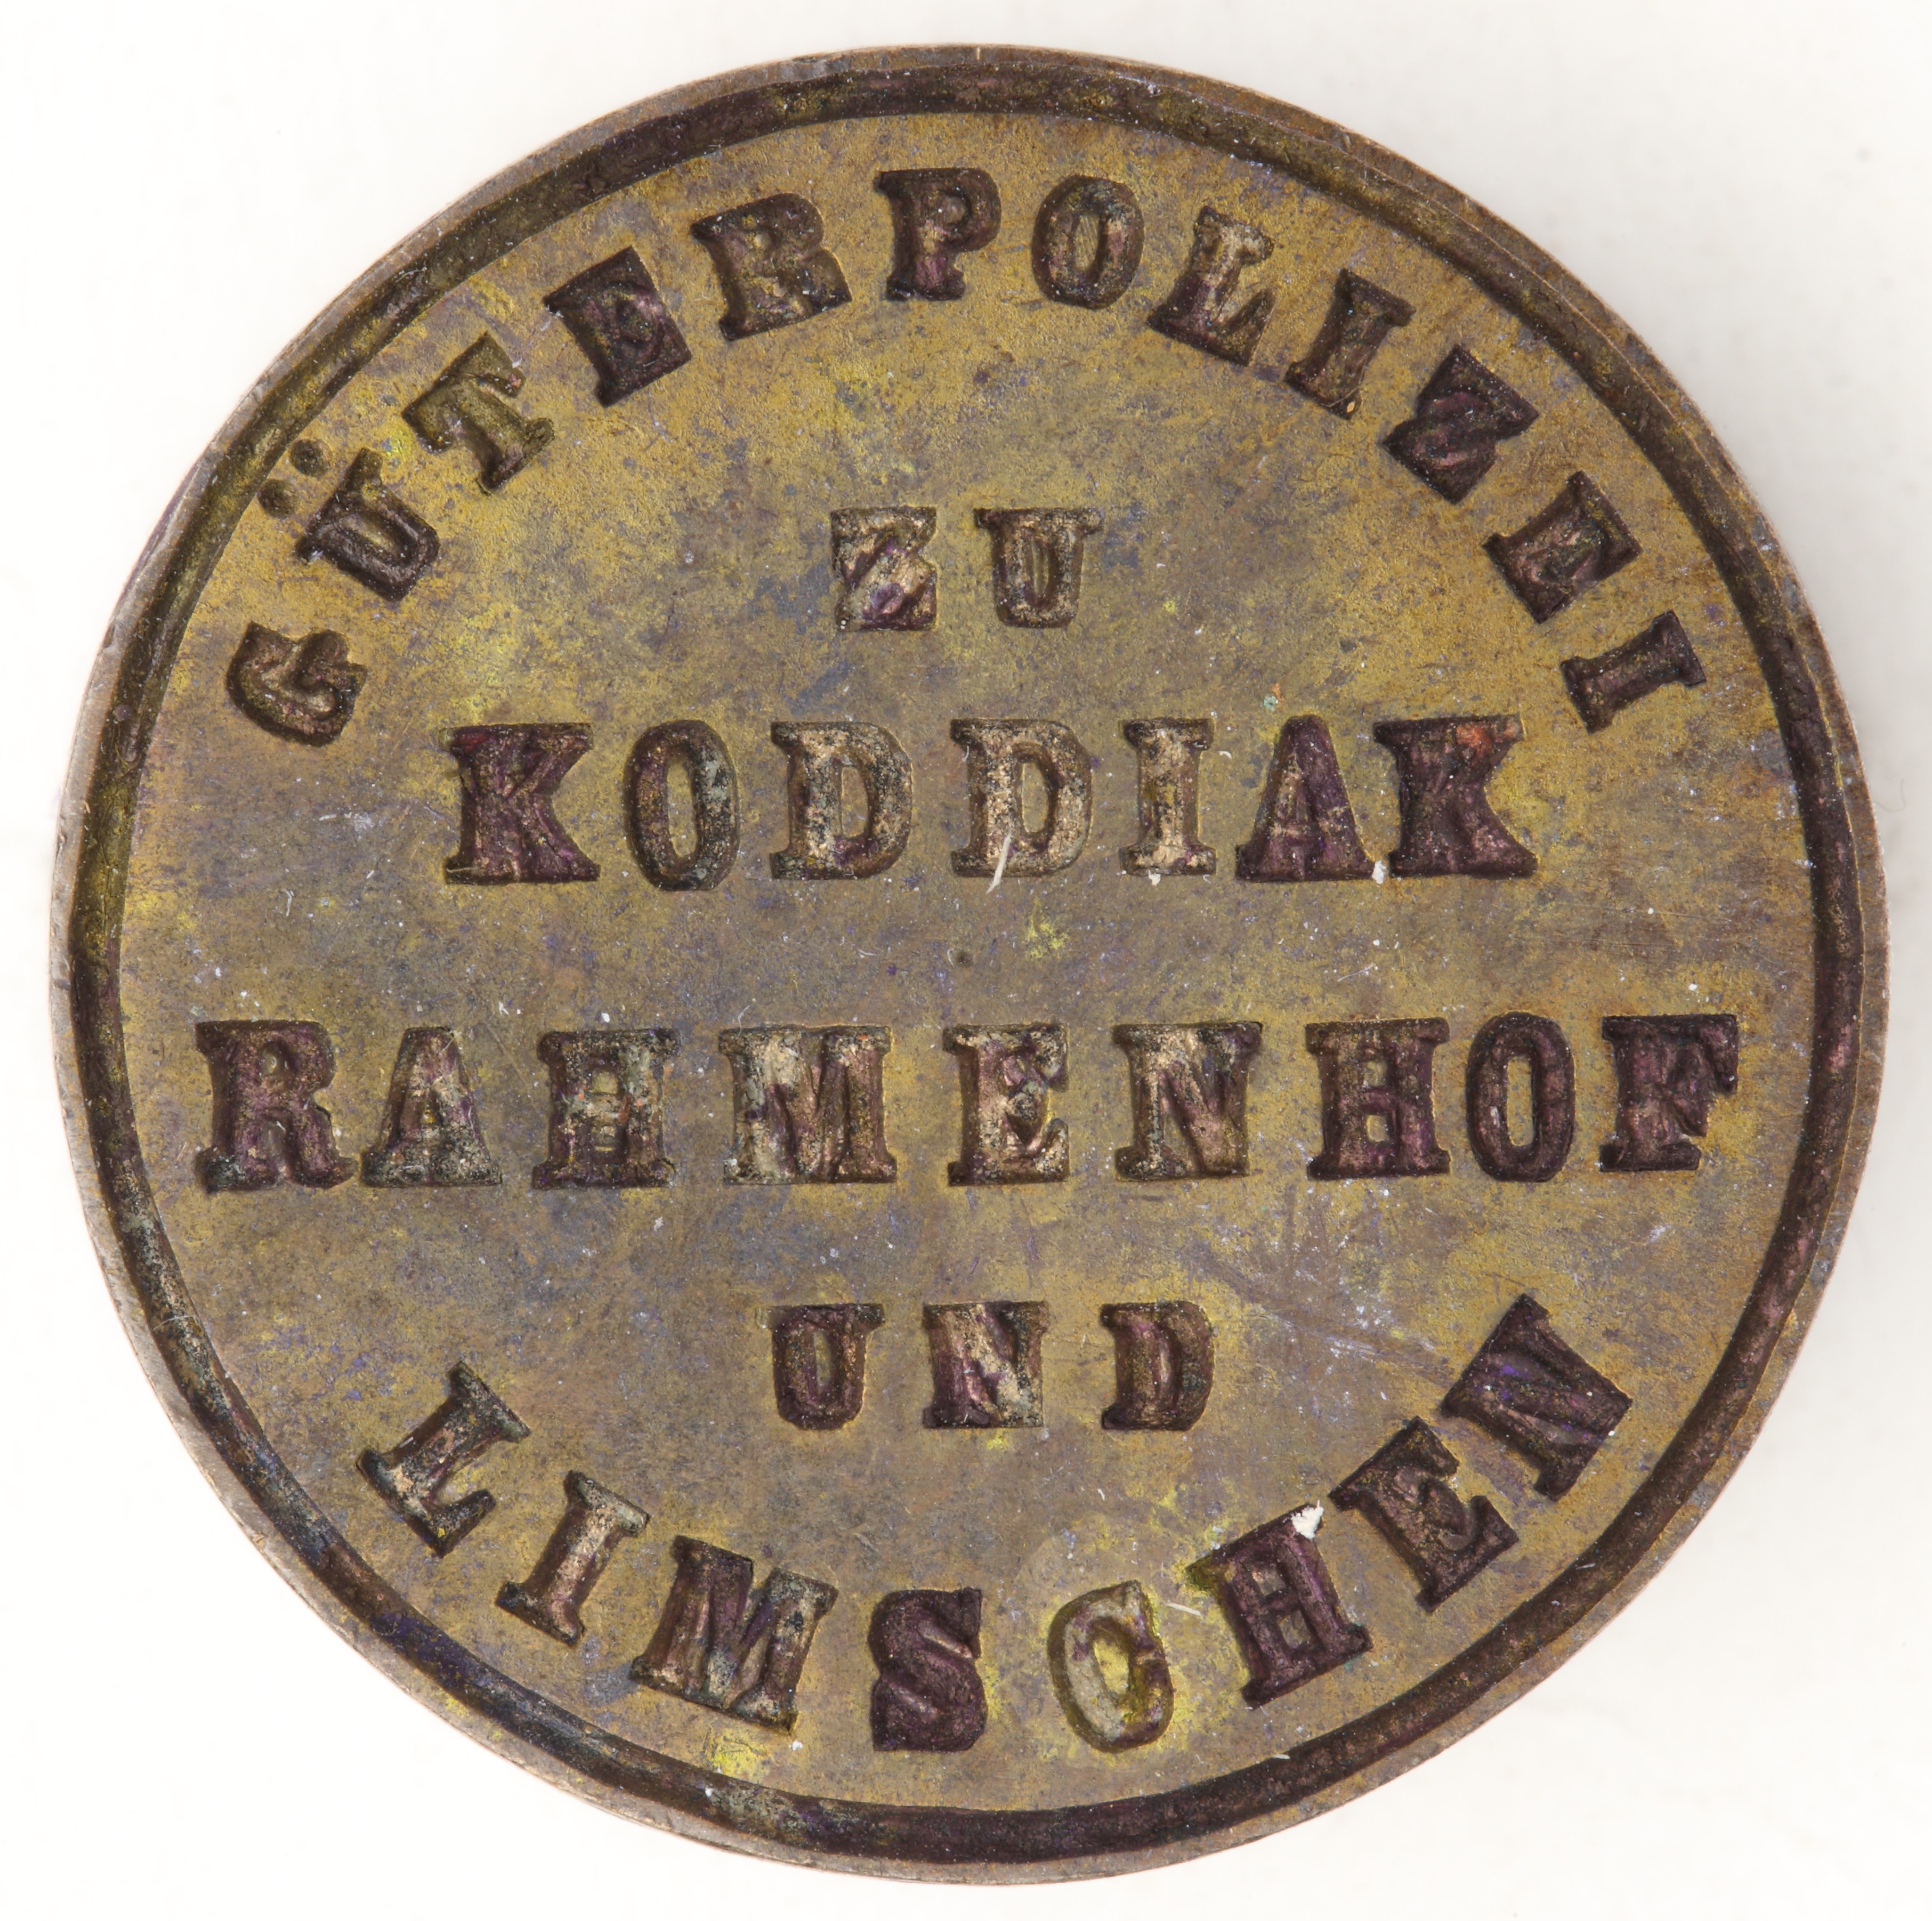 GÜTERPOLIZEI
ZU
KODDIAK
RAHMENHOF
UND
LIMSCHEN